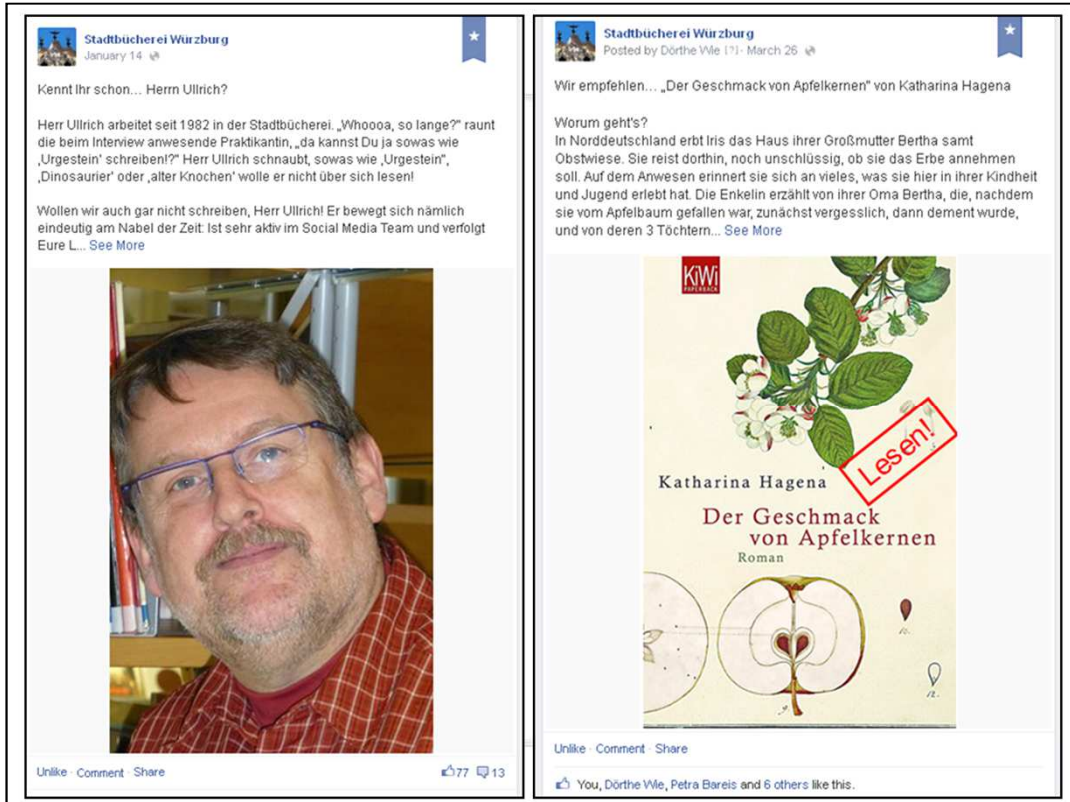 Stadtbücherei Würzburg
January 14
Kennt Ihr schon... Herrn Ullrich?
Herr Ullrich arbeitet seit 1982 in der Stadtbücherei. „Whoooa, so lange?" raunt
die beim Interview anwesende Praktikantin, „da kannst Du ja sowas wie
‚Urgestein' schreiben!?" Herr Ullrich schnaubt, sowas wie ‚Urgestein",
‚Dinosaurier' oder ‚alter Knochen' wolle er nicht über sich lesen!
Wollen wir auch gar nicht schreiben, Herr Ullrich! Er bewegt sich nämlich
eindeutig am Nabel der Zeit: Ist sehr aktiv im Social Media Team und verfolgt
Eure L... See More
Unlike · Comment · Share
77 13
Stadtbücherei Würzburg
Posted by Dörthe Wie [?] · March 26
Wir empfehlen... „Der Geschmack von Apfelkernen" von Katharina Hagena
Worum geht's?
In Norddeutschland erbt Iris das Haus ihrer Großmutter Bertha samt
Obstwiese. Sie reist dorthin, noch unschlüssig, ob sie das Erbe annehmen
soll. Auf dem Anwesen erinnert sie sich an vieles, was sie hier in ihrer Kindheit
und Jugend erlebt hat. Die Enkelin erzählt von ihrer Oma Bertha, die, nachdem
sie vom Apfelbaum gefallen war, zunächst vergesslich, dann dement wurde,
und von deren 3 Töchtern... See More
KiWi
PAPERBACK
Lesen!
Katharina Hagena
Der Geschmack
von Apfelkernen
Roman
10.
12.
9.
Unlike · Comment · Share
You, Dörthe Wie, Petra Bareis and 6 others like this.